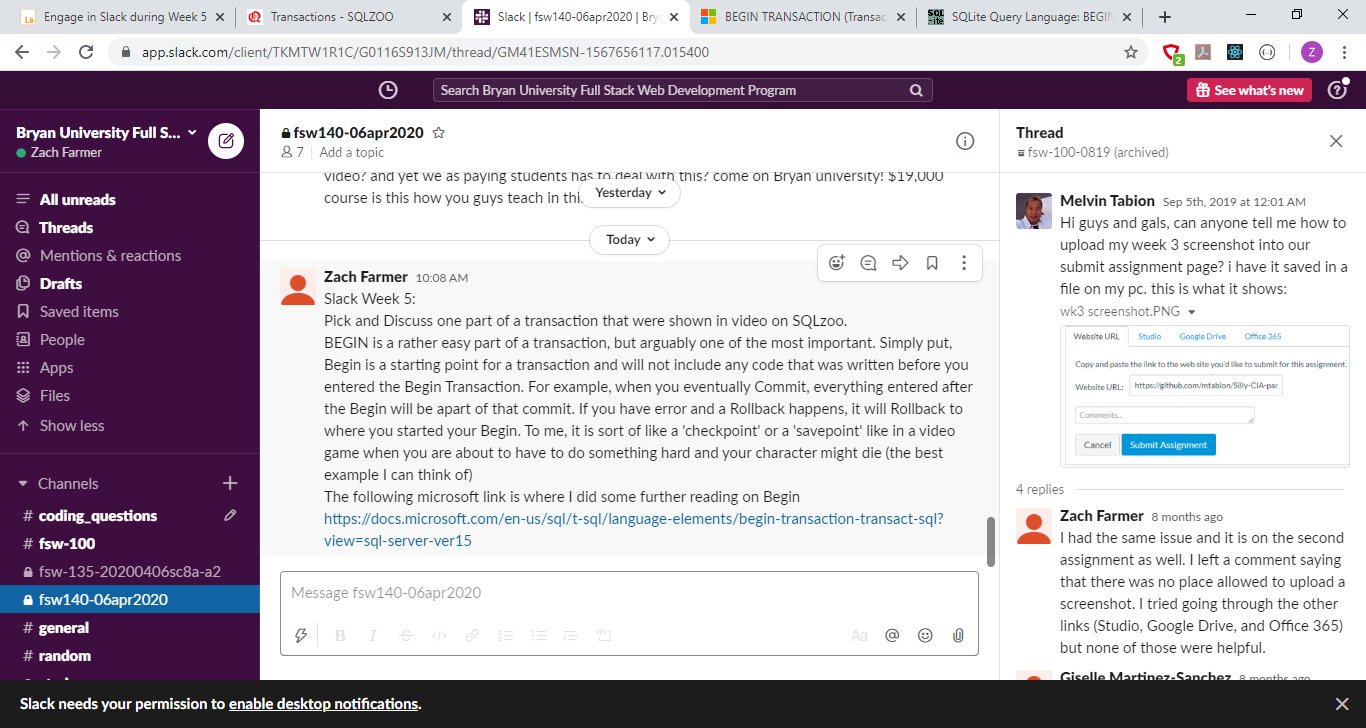 Engage in Slack during Week 5
Transactions - SQLZOO
Slack | fsw140-06apr2020 | Brya
BEGIN TRANSACTION (Transac
SQLite Query Language: BEGIN
app.slack.com/client/TKMTW1R1C/G0116S913JM/thread/GM41ESMSN-1567656117.015400
2
Z
Search Bryan University Full Stack Web Development Program
See what's new
Bryan University Full S...
Zach Farmer
All unreads
Threads
Mentions & reactions
Drafts
Saved items
People
Apps
Files
Show less
Channels
# coding_questions
# fsw-100
fsw-135-20200406sc8a-a2
fsw140-06apr2020
# general
# random
fsw140-06apr2020
7 | Add a topic
video? and yet we as paying students has to deal with this? come on Bryan university! $19,000
course is this how you guys teach in thi
Yesterday
Today
Zach Farmer 10:08 AM
Slack Week 5:
Pick and Discuss one part of a transaction that were shown in video on SQLzoo.
BEGIN is a rather easy part of a transaction, but arguably one of the most important. Simply put,
Begin is a starting point for a transaction and will not include any code that was written before you
entered the Begin Transaction. For example, when you eventually Commit, everything entered after
the Begin will be apart of that commit. If you have error and a Rollback happens, it will Rollback to
where you started your Begin. To me, it is sort of like a 'checkpoint' or a 'savepoint' like in a video
game when you are about to have to do something hard and your character might die (the best
example I can think of)
The following microsoft link is where I did some further reading on Begin
https://docs.microsoft.com/en-us/sql/t-sql/language-elements/begin-transaction-transact-sql?
view=sql-server-ver15
Message fsw140-06apr2020
B I S </> Aa @
Thread
fsw-100-0819 (archived)
Melvin Tabion Sep 5th, 2019 at 12:01 AM
Hi guys and gals, can anyone tell me how to
upload my week 3 screenshot into our
submit assignment page? i have it saved in a
file on my pc. this is what it shows:
wk3 screenshot.PNG
Website URL Studio Google Drive Office 365
Copy and paste the link to the web site you'd like to submit for this assignment.
Website URL: https://github.com/mtabion/Silly-CIA-par
Comments...
Cancel Submit Assignment
4 replies
Zach Farmer 8 months ago
I had the same issue and it is on the second
assignment as well. I left a comment saying
that there was no place allowed to upload a
screenshot. I tried going through the other
links (Studio, Google Drive, and Office 365)
but none of those were helpful.
Giselle Martinez-Sanchez 8 months ago
Slack needs your permission to enable desktop notifications.